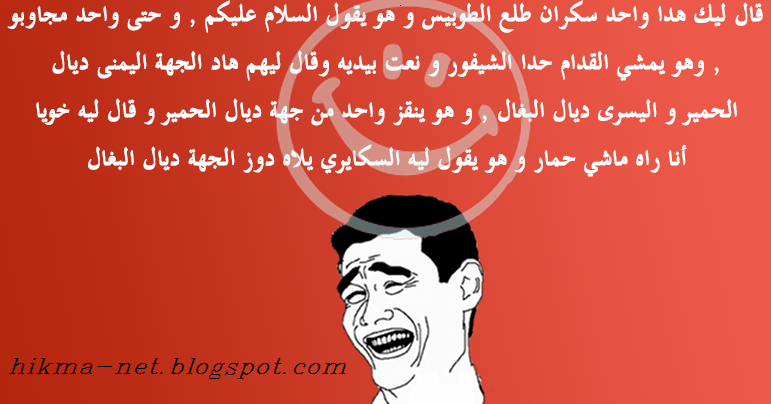 قال ليك هدا واحد سكران طلع الطوبيس و هو يقول السلام عليكم , و حتى واحد مجاوبو
, وهو يمشي القدام حدا الشيفور و نعت بيديه وقال ليهم هاد الجهة اليمنى ديال
الحمير و اليسرى ديال البغال , و هو ينقز واحد من جهة ديال الحمير و قال ليه خويا
أنا راه ماشي حمار و هو يقول ليه السكايري يلاه دوز الجهة ديال البغال
hikma-net.blogspot.com